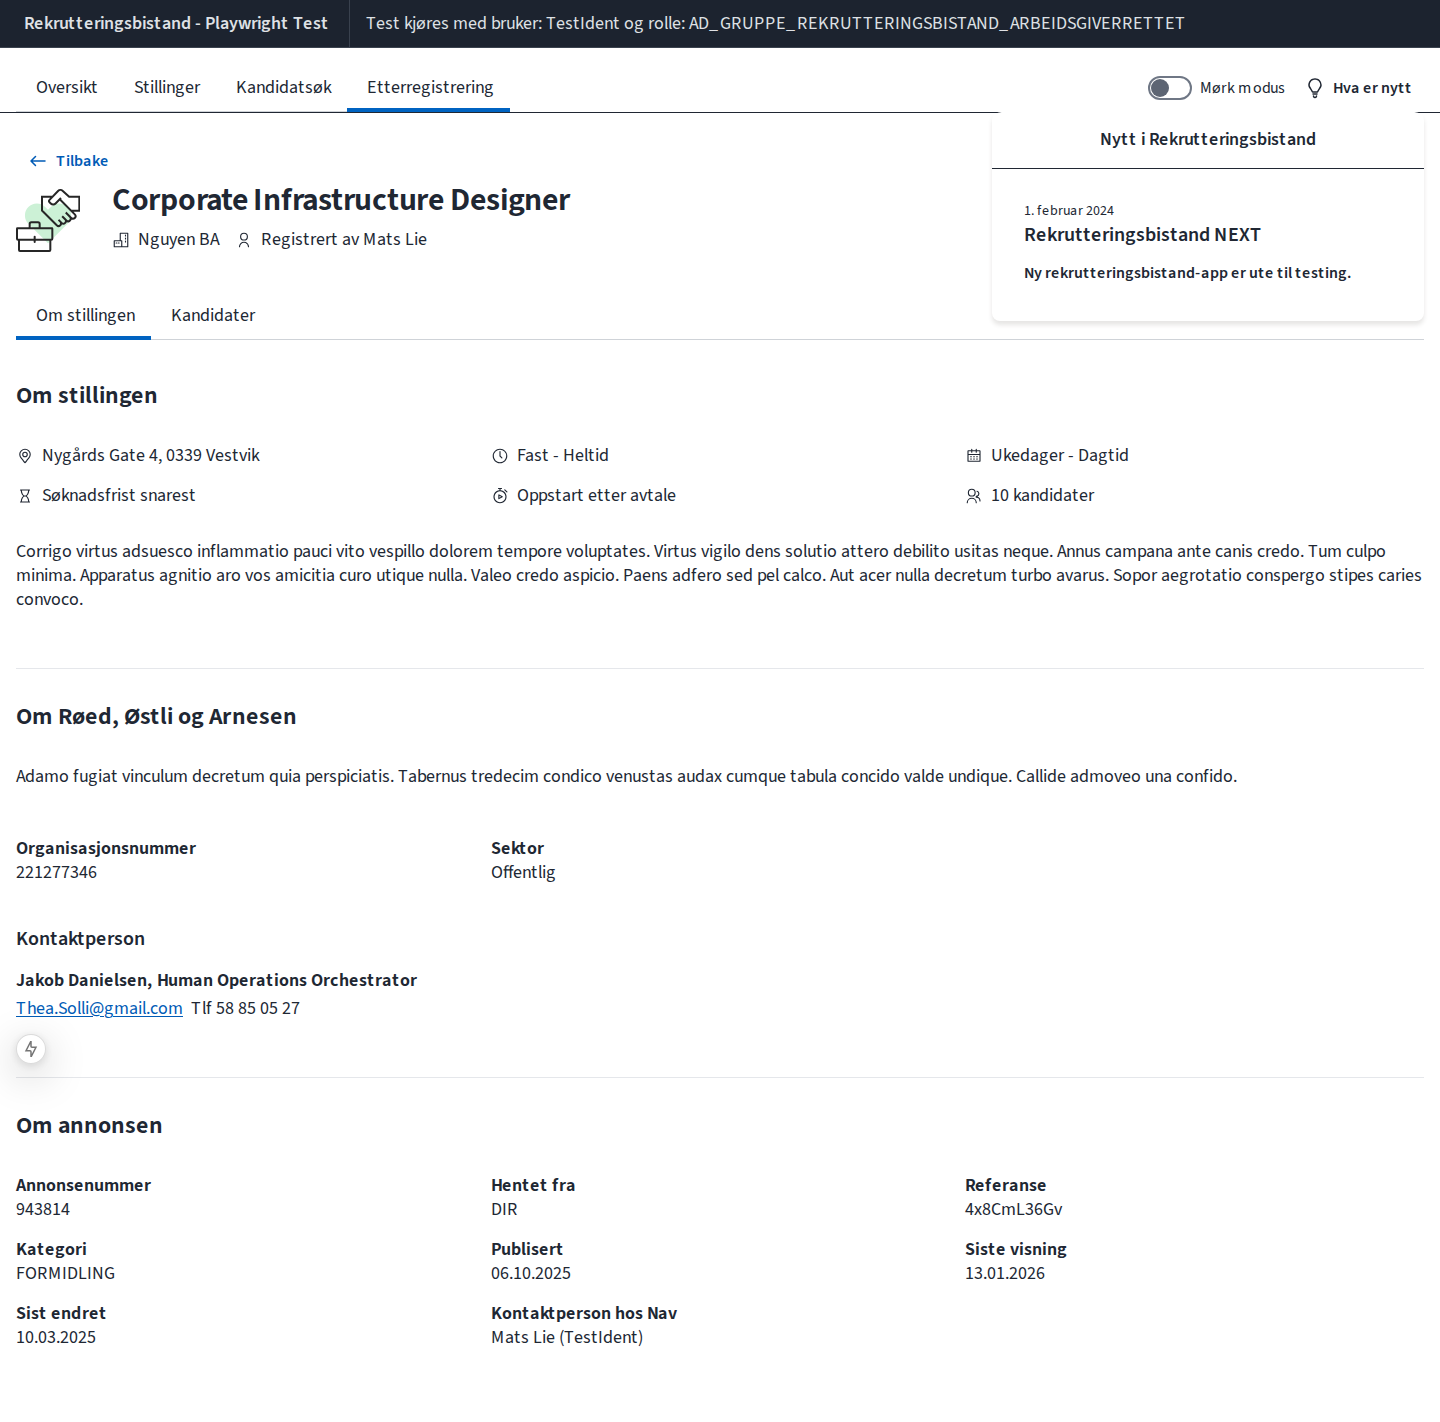 Rekrutteringsbistand - Playwright Test
Test kjøres med bruker: TestIdent og rolle: AD_GRUPPE_REKRUTTERINGSBISTAND_ARBEIDSGIVERRETTET
Oversikt
Stillinger
Kandidatsøk
Etterregistrering
Mørk modus
Hva er nytt
Nytt i Rekrutteringsbistand
1. februar 2024
Rekrutteringsbistand NEXT
Ny rekrutteringsbistand-app er ute til testing.
Tilbake
Corporate Infrastructure Designer
Nguyen BA
Registrert av Mats Lie
Om stillingen
Kandidater
Om stillingen
Nygårds Gate 4, 0339 Vestvik
Fast - Heltid
Ukedager - Dagtid
Søknadsfrist snarest
Oppstart etter avtale
10 kandidater
Corrigo virtus adsuesco inflammatio pauci vito vespillo dolorem tempore voluptates. Virtus vigilo dens solutio attero debilito usitas neque. Annus campana ante canis credo. Tum culpo
minima. Apparatus agnitio aro vos amicitia curo utique nulla. Valeo credo aspicio. Paens adfero sed pel calco. Aut acer nulla decretum turbo avarus. Sopor aegrotatio conspergo stipes caries
convoco.
Om Røed, Østli og Arnesen
Adamo fugiat vinculum decretum quia perspiciatis. Tabernus tredecim condico venustas audax cumque tabula concido valde undique. Callide admoveo una confido.
Organisasjonsnummer
221277346
Sektor
Offentlig
Kontaktperson
Jakob Danielsen, Human Operations Orchestrator
Thea.Solli@gmail.com Tlf 58 85 05 27
Om annonsen
Annonsenummer
943814
Hentet fra
DIR
Referanse
4x8CmL36Gv
Kategori
FORMIDLING
Publisert
06.10.2025
Siste visning
13.01.2026
Sist endret
10.03.2025
Kontaktperson hos Nav
Mats Lie (TestIdent)